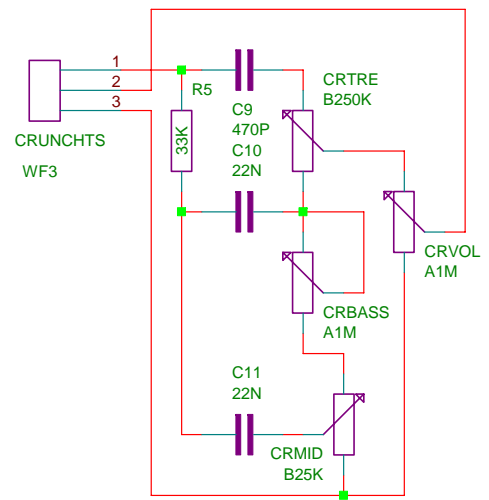 1
2
3
CRUNCHTS
WF3
R5
33K
C9
470P
C10
22N
CRTRE
B250K
CRVOL
A1M
CRBASS
A1M
C11
22N
CRMID
B25K